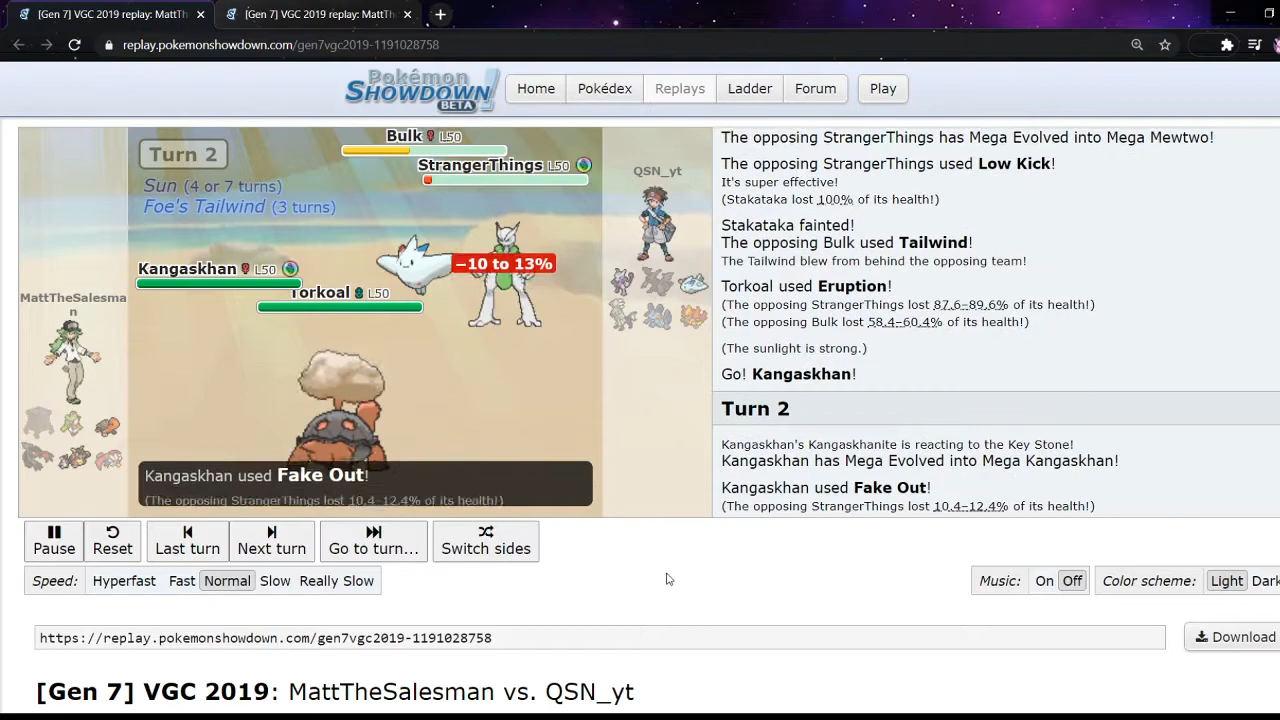 [Gen 7] VGC 2019 replay: MattTh
[Gen 7] VGC 2019 replay: MattTh
replay.pokemonshowdown.com/gen7vgc2019-1191028758
Pokémon
SHOWDOWN!
BETA
Home
Pokédex
Replays
Ladder
Forum
Play
Turn 2
Sun (4 or 7 turns)
Foe's Tailwind (3 turns)
Bulk L50
StrangerThings L50
QSN_yt
Kangaskhan L50
Torkoal L50
−10 to 13%
MattTheSalesma
n
Kangaskhan used Fake Out!
(The opposing StrangerThings lost 10.4–12.4% of its health!)
The opposing StrangerThings has Mega Evolved into Mega Mewtwo!
The opposing StrangerThings used Low Kick!
It's super effective!
(Stakataka lost 100% of its health!)
Stakataka fainted!
The opposing Bulk used Tailwind!
The Tailwind blew from behind the opposing team!
Torkoal used Eruption!
(The opposing StrangerThings lost 87.6–89.6% of its health!)
(The opposing Bulk lost 58.4–60.4% of its health!)
(The sunlight is strong.)
Go! Kangaskhan!
Turn 2
Kangaskhan's Kangaskhanite is reacting to the Key Stone!
Kangaskhan has Mega Evolved into Mega Kangaskhan!
Kangaskhan used Fake Out!
(The opposing StrangerThings lost 10.4–12.4% of its health!)
Pause
Reset
Last turn
Next turn
Go to turn...
Switch sides
Speed: Hyperfast Fast Normal Slow Really Slow
Music: On Off
Color scheme: Light Dark
https://replay.pokemonshowdown.com/gen7vgc2019-1191028758
Download
[Gen 7] VGC 2019: MattTheSalesman vs. QSN_yt